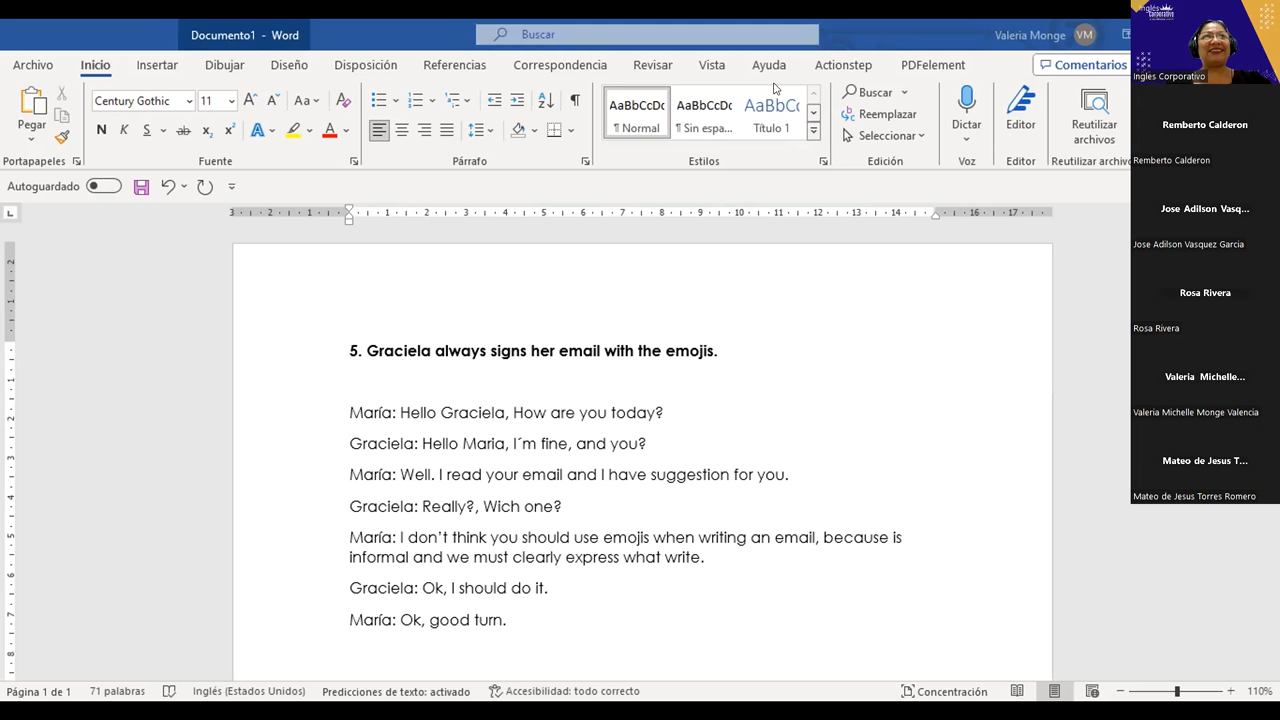 Documento1 - Word
Buscar
Valeria Monge
VM
Archivo Inicio Insertar Dibujar Diseño Disposición Referencias Correspondencia Revisar Vista Ayuda Actionstep PDFelement Comentarios
Pegar
Century Gothic 11
Portapapeles
Fuente
Párrafo
AaBbCcDc AaBbCcDc AaBbCc
¶ Normal ¶ Sin espa... Título 1
Estilos
Buscar
Reemplazar
Seleccionar
Edición
Dictar
Voz
Editor
Editor
Reutilizar archivos
Reutilizar archivo
Autoguardado
5. Graciela always signs her email with the emojis.
María: Hello Graciela, How are you today?
Graciela: Hello Maria, I´m fine, and you?
María: Well. I read your email and I have suggestion for you.
Graciela: Really?, Wich one?
María: I don’t think you should use emojis when writing an email, because is
informal and we must clearly express what write.
Graciela: Ok, I should do it.
María: Ok, good turn.
Página 1 de 1 71 palabras Inglés (Estados Unidos) Predicciones de texto: activado Accesibilidad: todo correcto Concentración 110%
Inglés
Corporativo
Ingles Corporativo
Remberto Calderon
Remberto Calderon
Jose Adilson Vasq...
Jose Adilson Vasquez Garcia
Rosa Rivera
Rosa Rivera
Valeria Michelle...
Valeria Michelle Monge Valencia
Mateo de Jesus T...
Mateo de Jesus Torres Romero